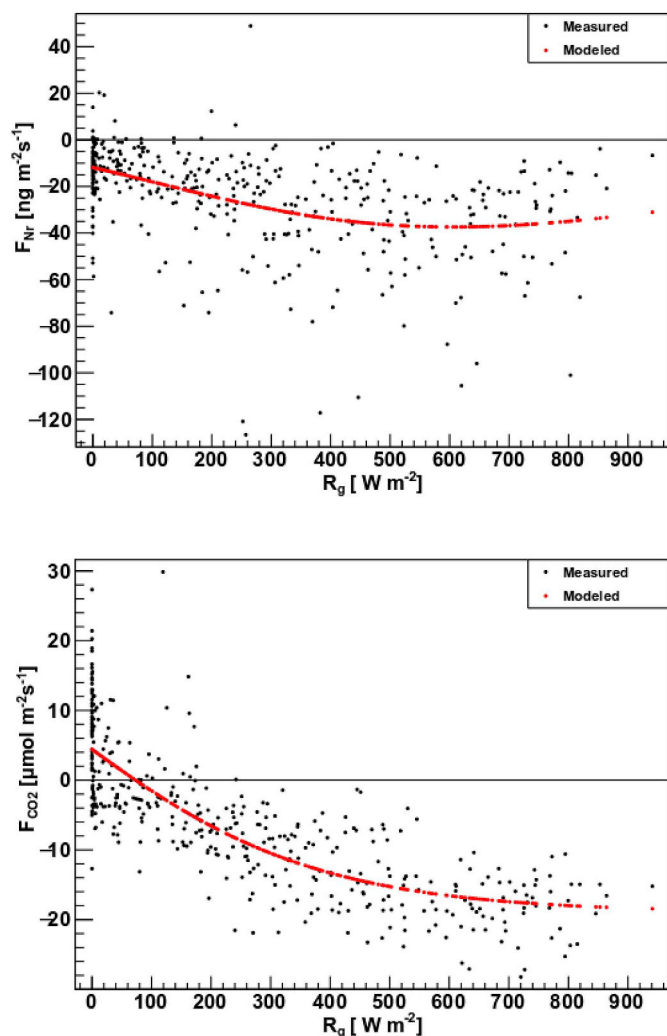 Measured
Modeled
40
20
0
−20
−40
−60
−80
−100
−120
F_Nr [ng m⁻²s⁻¹]
0 100 200 300 400 500 600 700 800 900
R_g [ W m⁻²]
Measured
Modeled
30
20
10
0
−10
−20
F_CO2 [µmol m⁻²s⁻¹]
0 100 200 300 400 500 600 700 800 900
R_g [ W m⁻²]